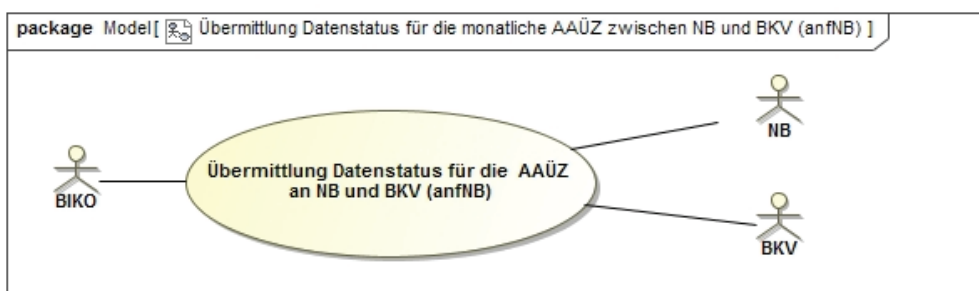 package Model[ Übermittlung Datenstatus für die monatliche AAÜZ zwischen NB und BKV (anfNB) ]
NB
Übermittlung Datenstatus für die AAÜZ
an NB und BKV (anfNB)
BIKO
BKV